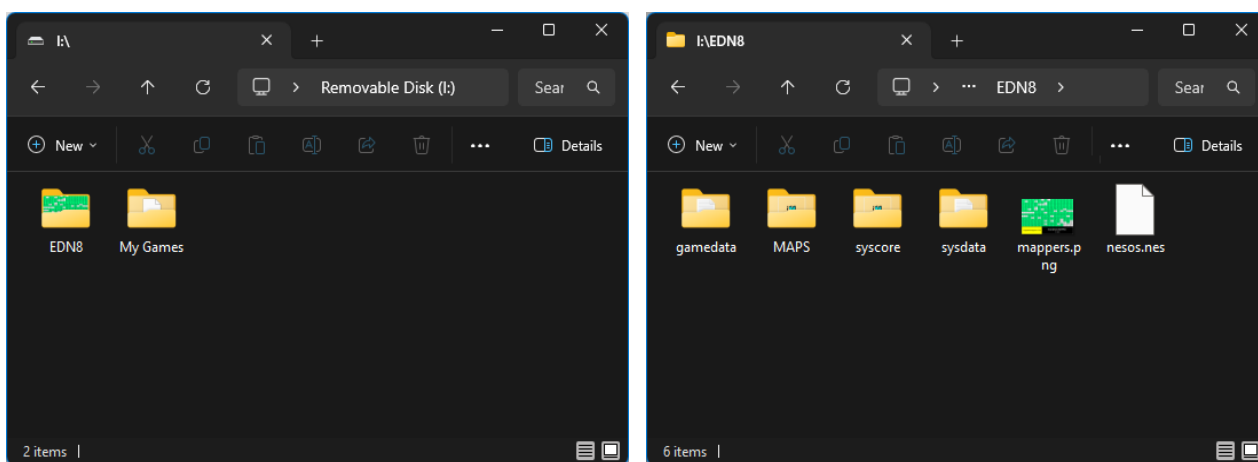 I:\
Removable Disk (I:)
Sear
New
Details
EDN8
My Games
2 items
I:\EDN8
EDN8
Sear
New
Details
gamedata
MAPS
syscore
sysdata
mappers.p
ng
nesos.nes
6 items